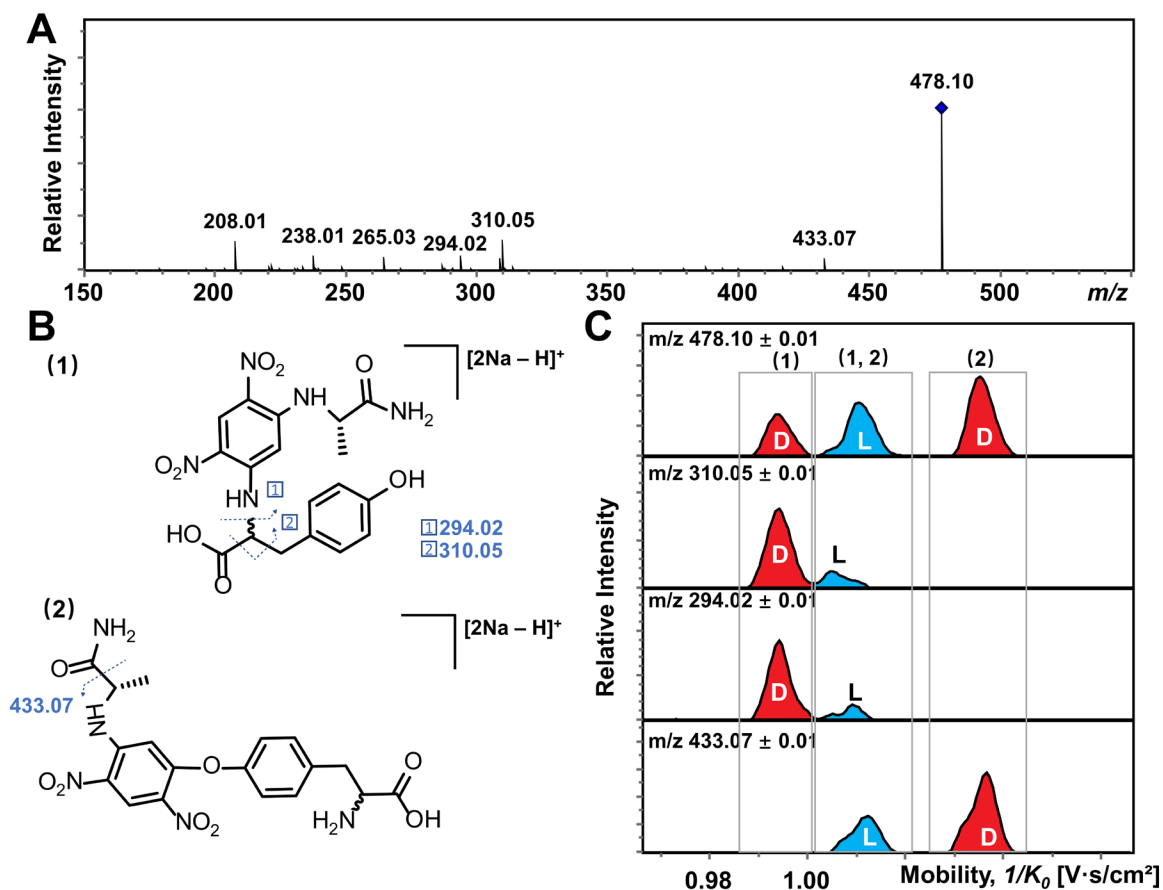 A
Relative Intensity
478.10
208.01
238.01
265.03
294.02
310.05
433.07
150
200
250
300
350
400
450
500
m/z
B
(1)
[2Na – H]⁺
NO₂
NH
O
NH₂
O₂N
HN
1
2
OH
HO
O
1 294.02
2 310.05
(2)
[2Na – H]⁺
NH₂
O
433.07
HN
O₂N
O
NO₂
H₂N
O
OH
C
Relative Intensity
m/z 478.10 ± 0.01
(1)
(1, 2)
(2)
D
L
D
m/z 310.05 ± 0.01
D
L
m/z 294.02 ± 0.01
D
L
m/z 433.07 ± 0.01
L
D
0.98
1.00
Mobility, 1/K₀ [V·s/cm²]